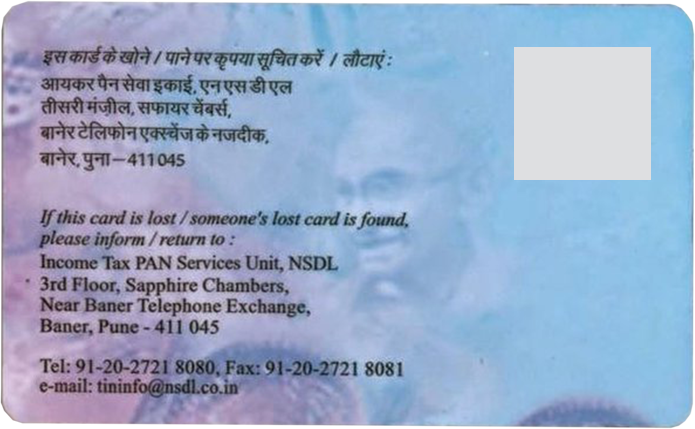 इस कार्ड के खोने / पाने पर कृपया सूचित करें / लौटाएं :
आयकर पैन सेवा इकाई, एन एस डी एल
तीसरी मंज़ील, सफायर चेंबर्स,
बानेर टेलिफोन एक्स्चेंज के नजदीक,
बानेर, पुना – 411 045
If this card is lost / someone's lost card is found,
please inform / return to :
Income Tax PAN Services Unit, NSDL
3rd Floor, Sapphire Chambers,
Near Baner Telephone Exchange,
Baner, Pune - 411 045
Tel: 91-20-2721 8080, Fax: 91-20-2721 8081
e-mail: tininfo@nsdl.co.in